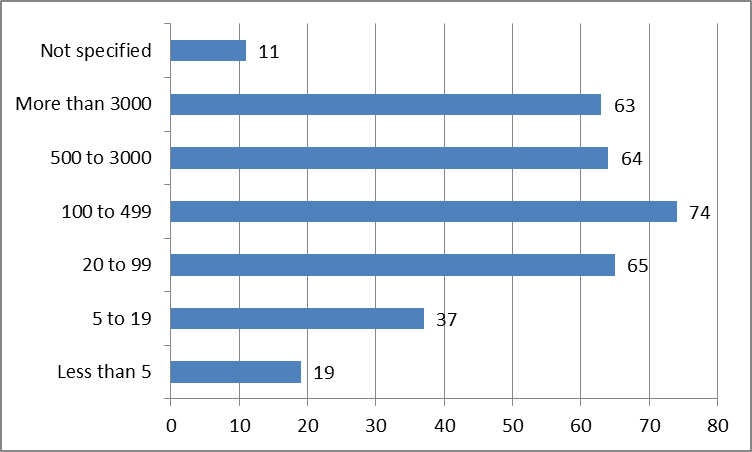 Not specified 11
More than 3000 63
500 to 3000 64
100 to 499 74
20 to 99 65
5 to 19 37
Less than 5 19
0 10 20 30 40 50 60 70 80